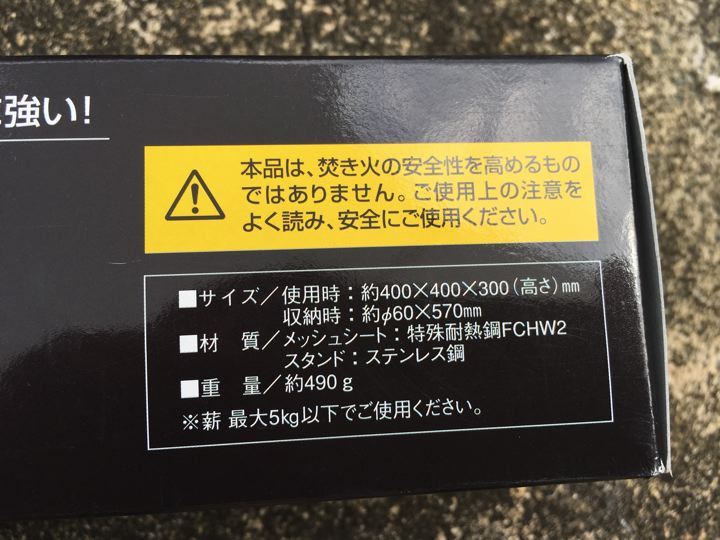 に強い!
本品は、焚き火の安全性を高めるもの
ではありません。ご使用上の注意を
よく読み、安全にご使用ください。
■サイズ/使用時:約400×400×300(高さ)㎜
収納時:約φ60×570㎜
■材 質/メッシュシート:特殊耐熱鋼FCHW2
スタンド:ステンレス鋼
■重 量/約490g
※薪 最大5kg以下でご使用ください。